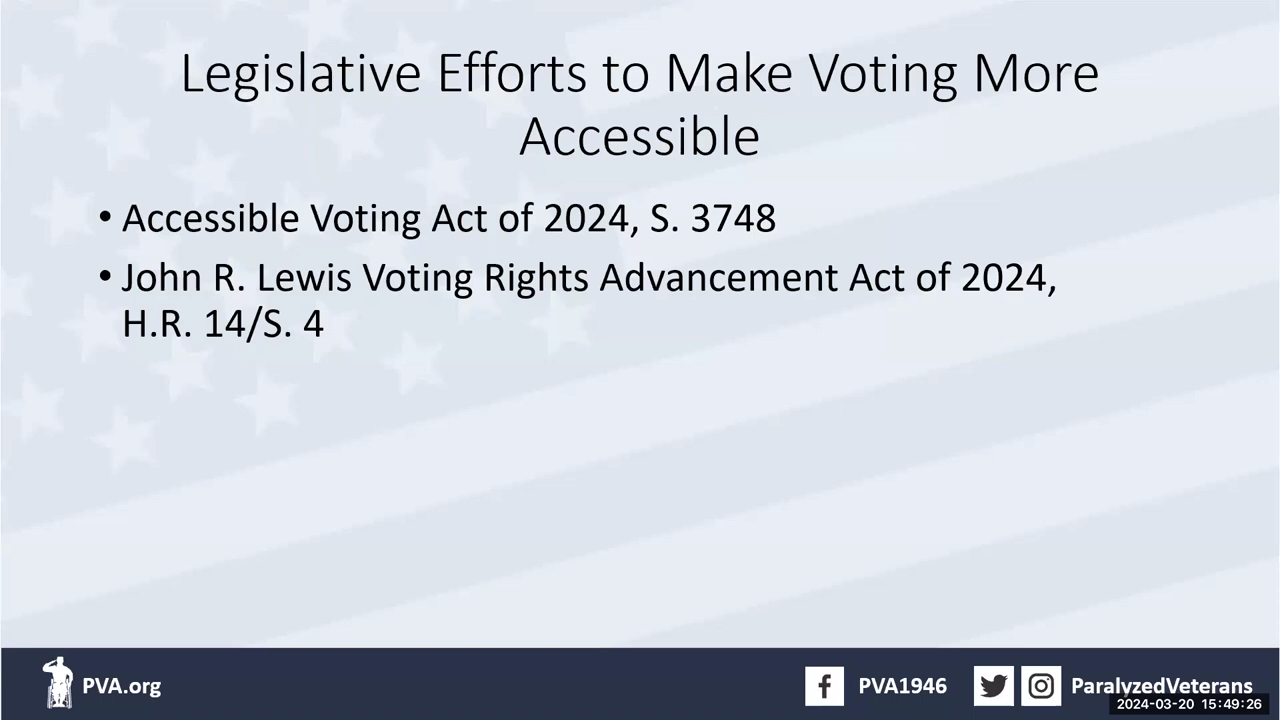 Legislative Efforts to Make Voting More
Accessible
• Accessible Voting Act of 2024, S. 3748
• John R. Lewis Voting Rights Advancement Act of 2024,
H.R. 14/S. 4
PVA.org
PVA1946
ParalyzedVeterans
2024-03-20 15:49:26